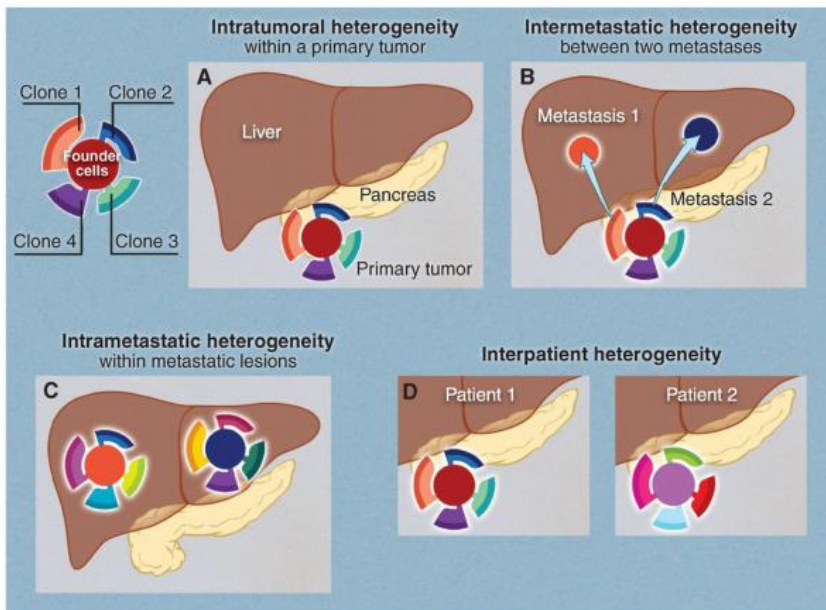 Clone 1
Clone 2
Founder
cells
Clone 4
Clone 3
Intratumoral heterogeneity
within a primary tumor
A
Liver
Pancreas
Primary tumor
Intermetastatic heterogeneity
between two metastases
B
Metastasis 1
Metastasis 2
Intrametastatic heterogeneity
within metastatic lesions
C
Interpatient heterogeneity
D
Patient 1
Patient 2